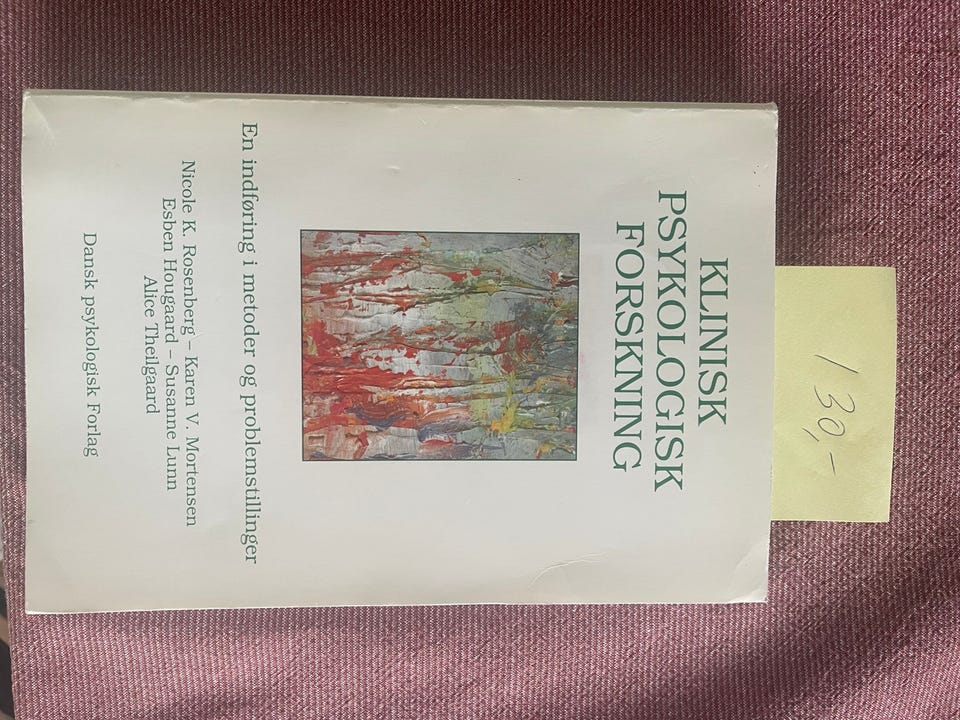 130,-
KLINISK
PSYKOLOGISK
FORSKNING
En indføring i metoder og problemstillinger
Nicole K. Rosenberg – Karen V. Mortensen
Esben Hougaard – Susanne Lunn
Alice Theilgaard
Dansk psykologisk Forlag